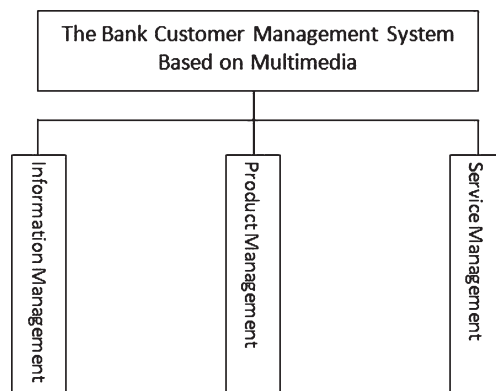 The Bank Customer Management System
Based on Multimedia
Information Management
Product Management
Service Management